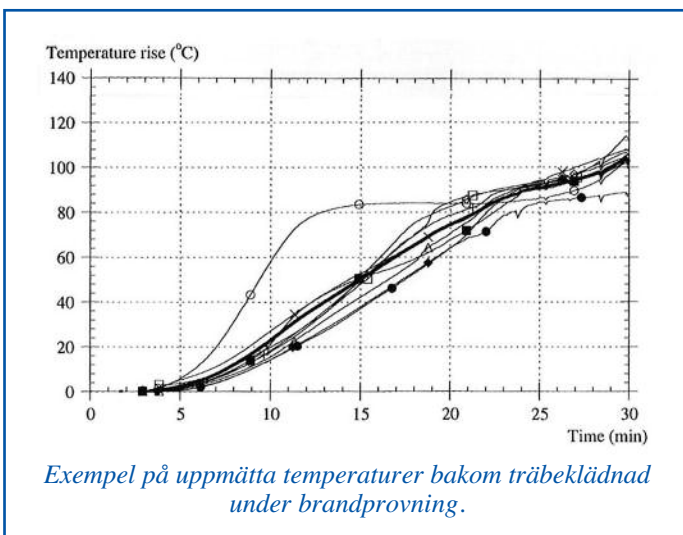 Temperature rise (°C)
140
120
100
80
60
40
20
0
0 5 10 15 20 25 30
Time (min)
Exempel på uppmätta temperaturer bakom träbeklädnad
under brandprovning.